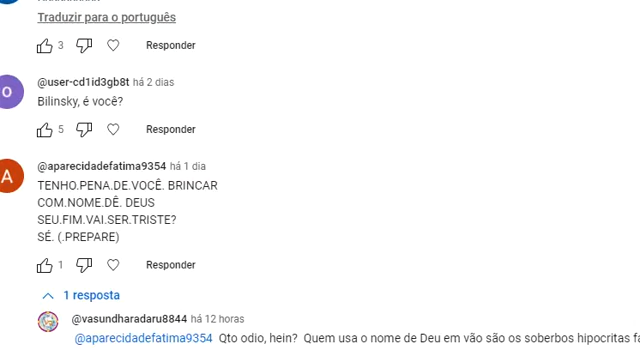 Traduzir para o português
3 Responder
@user-cd1id3gb8t há 2 dias
Bilinsky, é você?
5 Responder
A
@aparecidadefatima9354 há 1 dia
TENHO.PENA.DE.VOCÊ. BRINCAR
COM.NOME.DÊ. DEUS
SEU.FIM.VAI.SER.TRISTE?
SÉ. (.PREPARE)
1 Responder
1 resposta
@vasundharadaru8844 há 12 horas
@aparecidadefatima9354 Qto odio, hein? Quem usa o nome de Deu em vão são os soberbos hipocritas